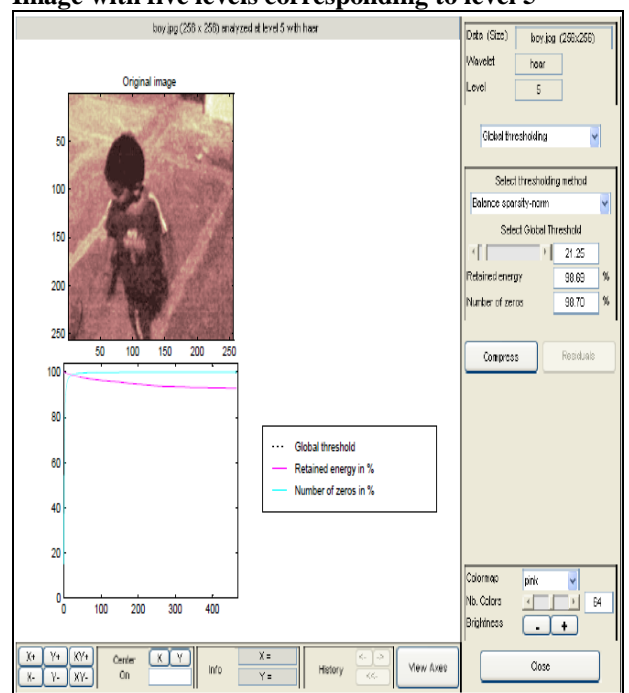 Image with five levels corresponding to level 5
boy.jpg (256 x 256) analyzed at level 5 with haar
Original image
50
100
150
200
250
50 100 150 200 250
100
80
60
40
20
0
0 100 200 300 400
Global threshold
Retained energy in %
Number of zeros in %
Data (Size) boy.jpg (256x256)
Wavelet haar
Level 5
Global thresholding
Select thresholding method
Balance sparsity-norm
Select Global Threshold
21.25
Retained energy 98.69 %
Number of zeros 98.70 %
Compress Residuals
Colormap pink
Nb. Colors 64
Brightness - +
X+ Y+ XY+
X- Y- XY-
Center On X Y
Info X = Y =
History <- -> <<-
View Axes
Close